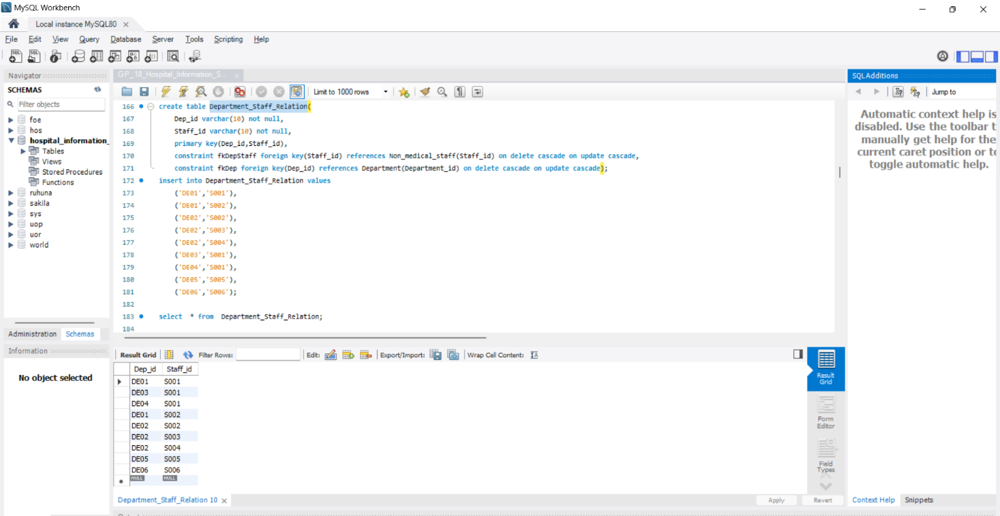 MySQL Workbench
Local instance MySQL80
File Edit View Query Database Server Tools Scripting Help
Navigator
SCHEMAS
Filter objects
foe
hos
hospital_information_
Tables
Views
Stored Procedures
Functions
ruhuna
sakila
sys
uop
uor
world
Administration Schemas
Information
No object selected
GP_18_Hospital_Information_S...
Limit to 1000 rows
166 create table Department_Staff_Relation(
167 Dep_id varchar(10) not null,
168 Staff_id varchar(10) not null,
169 primary key(Dep_id,Staff_id),
170 constraint fkDepStaff foreign key(Staff_id) references Non_medical_staff(Staff_id) on delete cascade on update cascade,
171 constraint fkDep foreign key(Dep_id) references Department(Department_id) on delete cascade on update cascade);
172 insert into Department_Staff_Relation values
173 ('DE01','S001'),
174 ('DE01','S002'),
175 ('DE02','S002'),
176 ('DE02','S003'),
177 ('DE02','S004'),
178 ('DE03','S001'),
179 ('DE04','S001'),
180 ('DE05','S005'),
181 ('DE06','S006');
182
183 select * from Department_Staff_Relation;
184
Result Grid Filter Rows: Edit: Export/Import: Wrap Cell Content:
Dep_id Staff_id
DE01 S001
DE03 S001
DE04 S001
DE01 S002
DE02 S002
DE02 S003
DE02 S004
DE05 S005
DE06 S006
NULL NULL
Result
Grid
Form
Editor
Field
Types
Department_Staff_Relation 10
Apply Revert
SQLAdditions
Jump to
Automatic context help is
disabled. Use the toolbar t
manually get help for the
current caret position or to
toggle automatic help.
Context Help Snippets